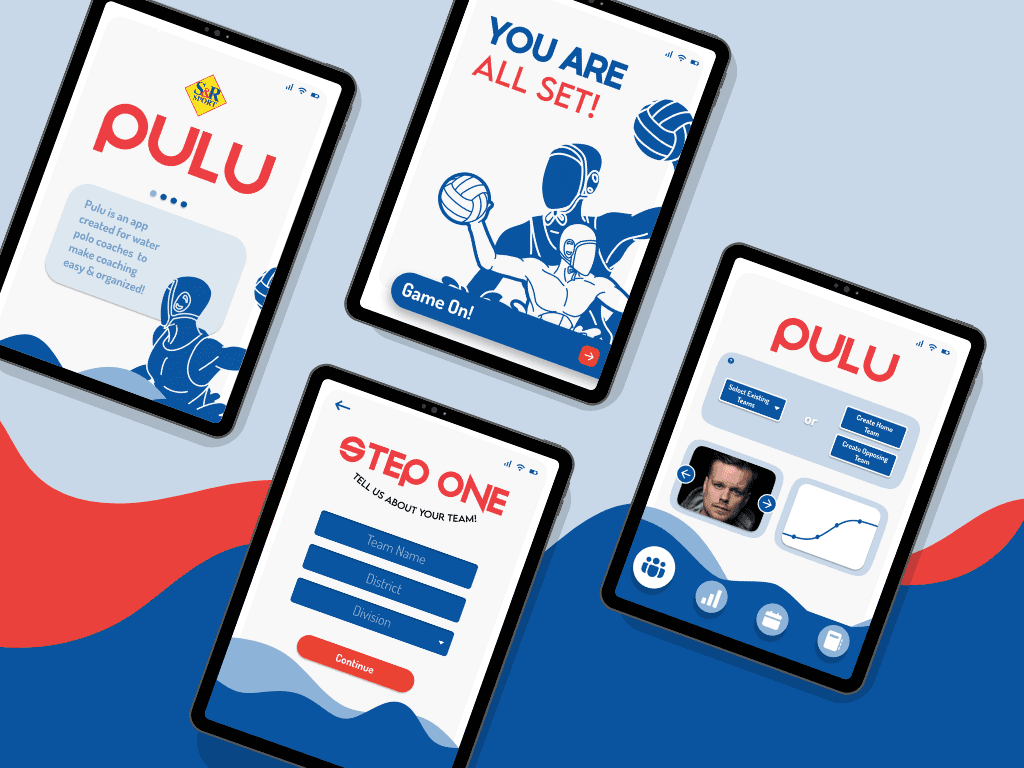 S&R
SPORT
PULU
Pulu is an app
created for water
polo coaches to
make coaching
easy & organized!
YOU ARE
ALL SET!
Game On!
STEP ONE
TELL US ABOUT YOUR TEAM!
Team Name
District
Division
Continue
PULU
Select Existing
Teams
or
Create Home
Team
Create Opposing
Team